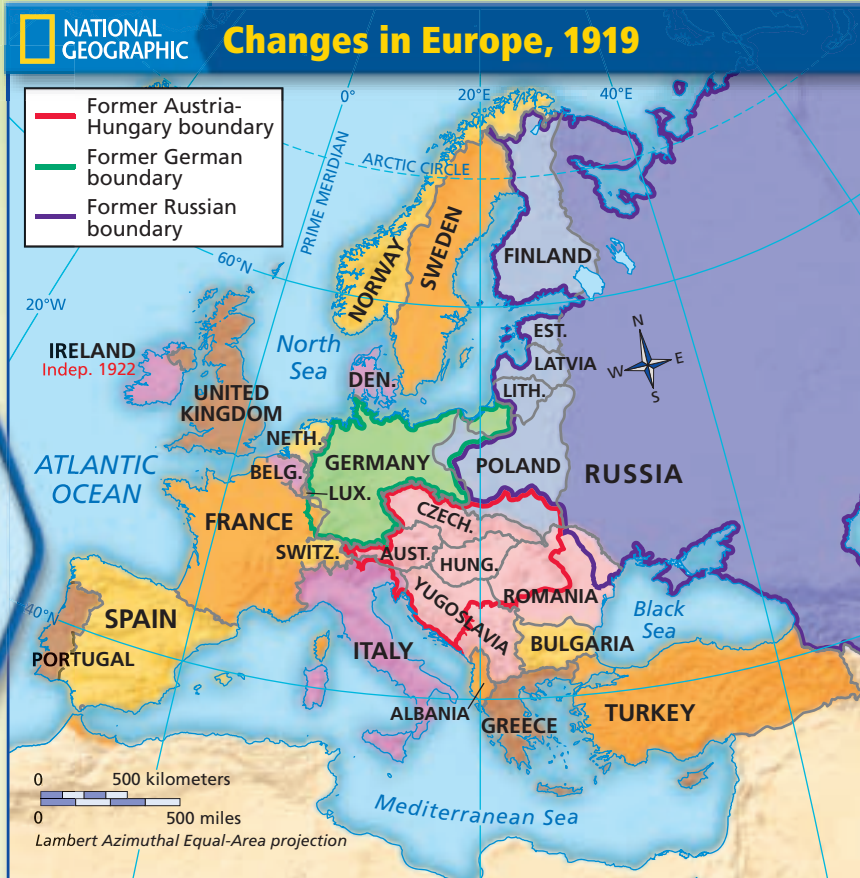 NATIONAL
GEOGRAPHIC
Changes in Europe, 1919
Former Austria-
Hungary boundary
Former German
boundary
Former Russian
boundary
0°
20°E
40°E
PRIME MERIDIAN
ARCTIC CIRCLE
60°N
20°W
NORWAY
SWEDEN
FINLAND
N
W
E
S
EST.
LATVIA
LITH.
IRELAND
Indep. 1922
North
Sea
DEN.
UNITED
KINGDOM
NETH.
BELG.
GERMANY
POLAND
RUSSIA
ATLANTIC
OCEAN
LUX.
FRANCE
CZECH.
SWITZ.
AUST.
HUNG.
YUGOSLAVIA
ROMANIA
Black
Sea
40°N
SPAIN
PORTUGAL
ITALY
BULGARIA
ALBANIA
GREECE
TURKEY
Mediterranean Sea
0
500 kilometers
0
500 miles
Lambert Azimuthal Equal-Area projection